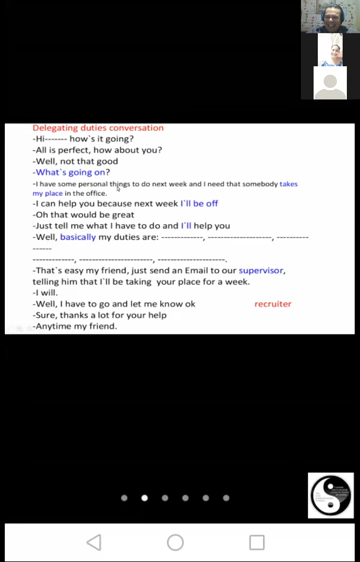 Delegating duties conversation
-Hi------- how`s it going?
-All is perfect, how about you?
-Well, not that good
-What`s going on?
-I have some personal things to do next week and I need that somebody takes
my place in the office.
-I can help you because next week I`ll be off
-Oh that would be great
-Just tell me what I have to do and I`ll help you
-Well, basically my duties are: -------------, --------------------, ----------
------
-------------, -----------------------, ---------------------.
-That`s easy my friend, just send an Email to our supervisor,
telling him that I`ll be taking  your place for a week.
-I will.
-Well, I have to go and let me know ok recruiter
-Sure, thanks a lot for your help
-Anytime my friend.